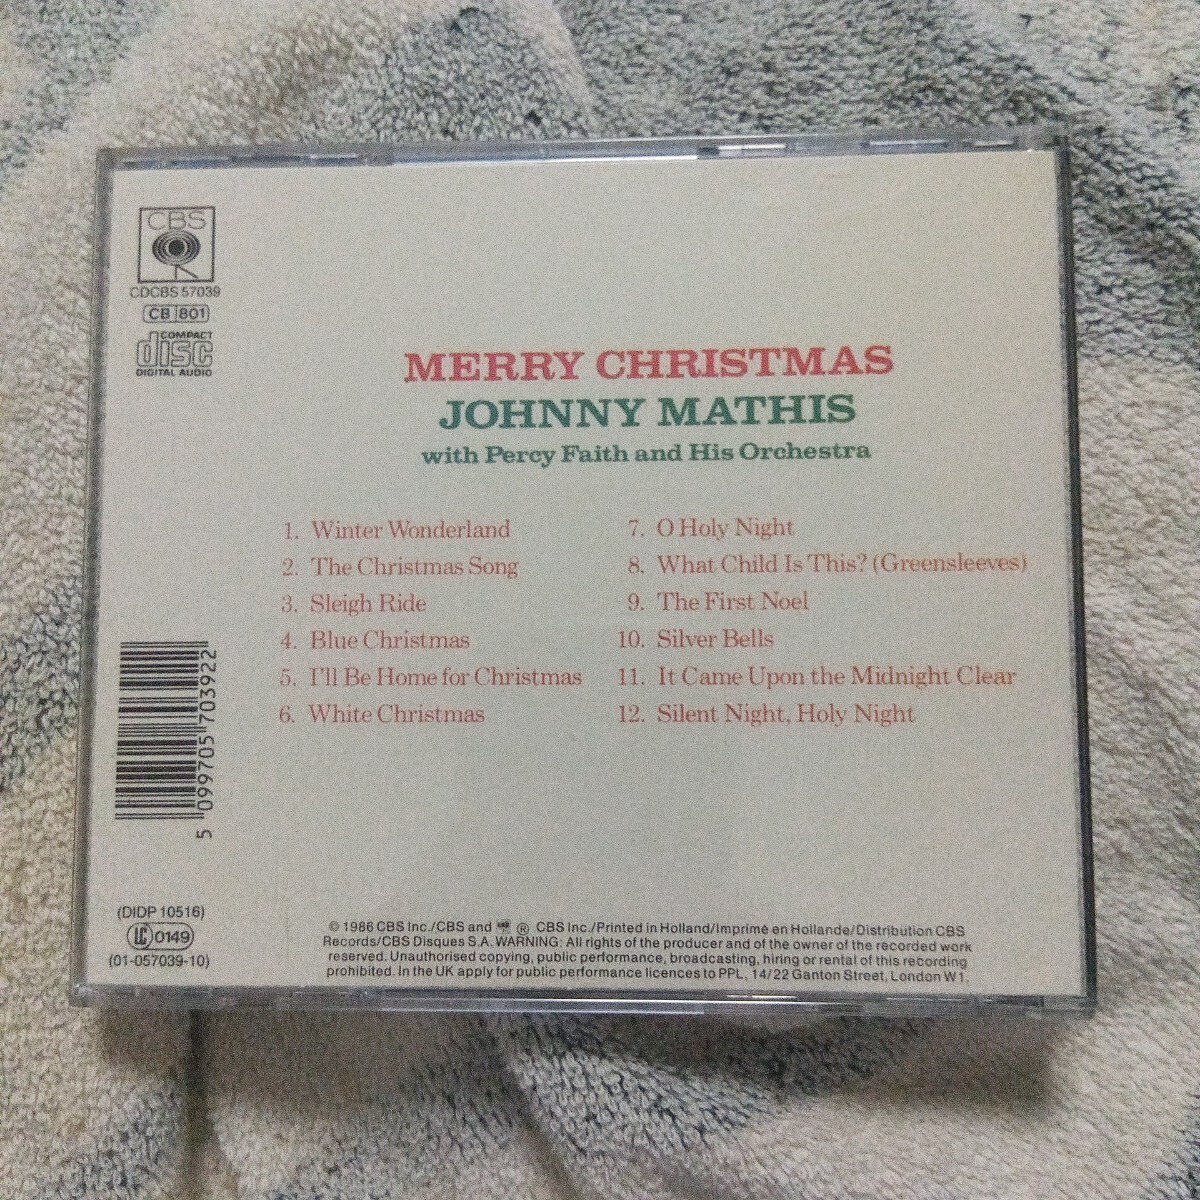 CBS
CDCBS 57039
CB 801
COMPACT
disc
DIGITAL AUDIO
MERRY CHRISTMAS
JOHNNY MATHIS
with Percy Faith and His Orchestra
1. Winter Wonderland
2. The Christmas Song
3. Sleigh Ride
4. Blue Christmas
5. I'll Be Home for Christmas
6. White Christmas
7. O Holy Night
8. What Child Is This? (Greensleeves)
9. The First Noel
10. Silver Bells
11. It Came Upon the Midnight Clear
12. Silent Night, Holy Night
5 099705 703922
(DIDP 10516)
LC 0149
(01-057039-10)
© 1986 CBS Inc./CBS and ® CBS Inc./Printed in Holland/Imprimé en Hollande/Distribution CBS
Records/CBS Disques S.A. WARNING: All rights of the producer and of the owner of the recorded work
reserved. Unauthorised copying, public performance, broadcasting, hiring or rental of this recording
prohibited. In the UK apply for public performance licences to PPL, 14/22 Ganton Street, London W1.